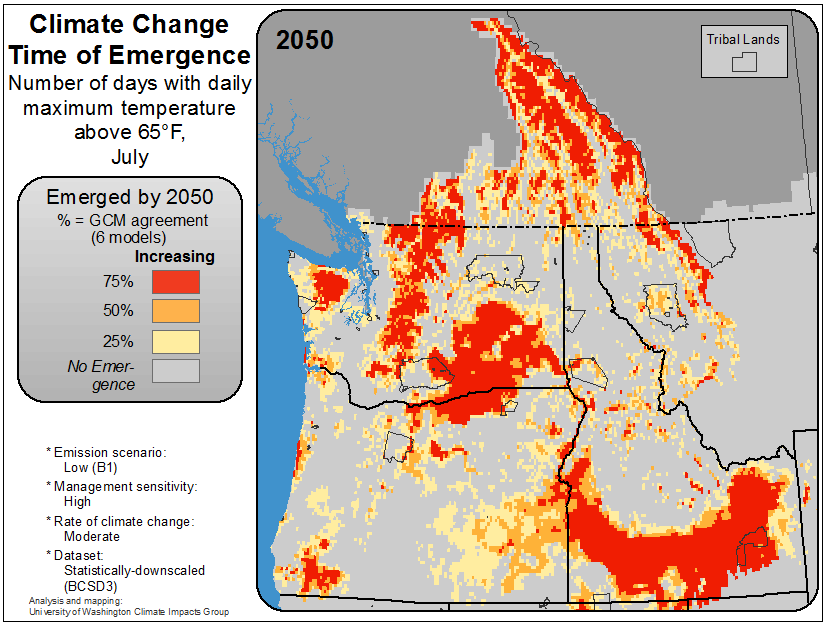 Climate Change
Time of Emergence
Number of days with daily
maximum temperature
above 65°F,
July
Emerged by 2050
% = GCM agreement
(6 models)
Increasing
75%
50%
25%
No Emer-
gence
* Emission scenario:
Low (B1)
* Management sensitivity:
High
* Rate of climate change:
Moderate
* Dataset:
Statistically-downscaled
(BCSD3)
Analysis and mapping:
University of Washington Climate Impacts Group
2050
Tribal Lands